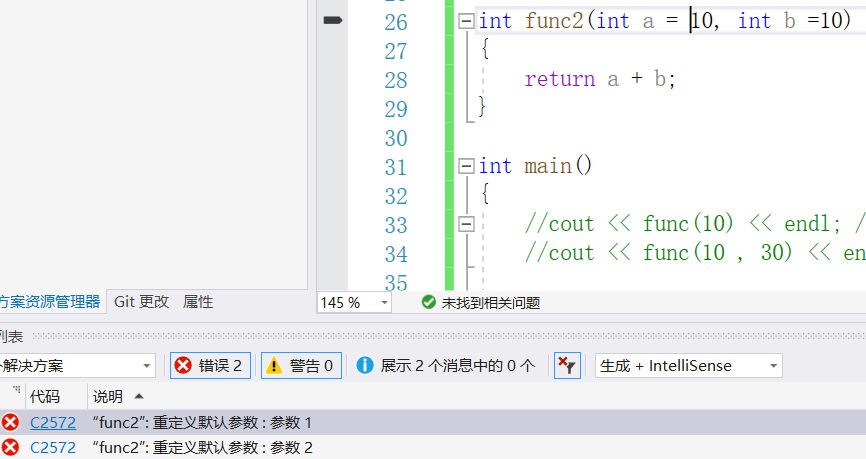 26 int func2(int a = 10, int b =10)
27 {
28 return a + b;
29 }
30
31 int main()
32 {
33 //cout << func(10) << endl; /
34 //cout << func(10 , 30) << en
35
方案资源管理器 Git 更改 属性
145 % 未找到相关问题
列表
解决方案 错误 2 警告 0 展示 2 个消息中的 0 个 生成 + IntelliSense
代码 说明
C2572 “func2”: 重定义默认参数 : 参数 1
C2572 “func2”: 重定义默认参数 : 参数 2